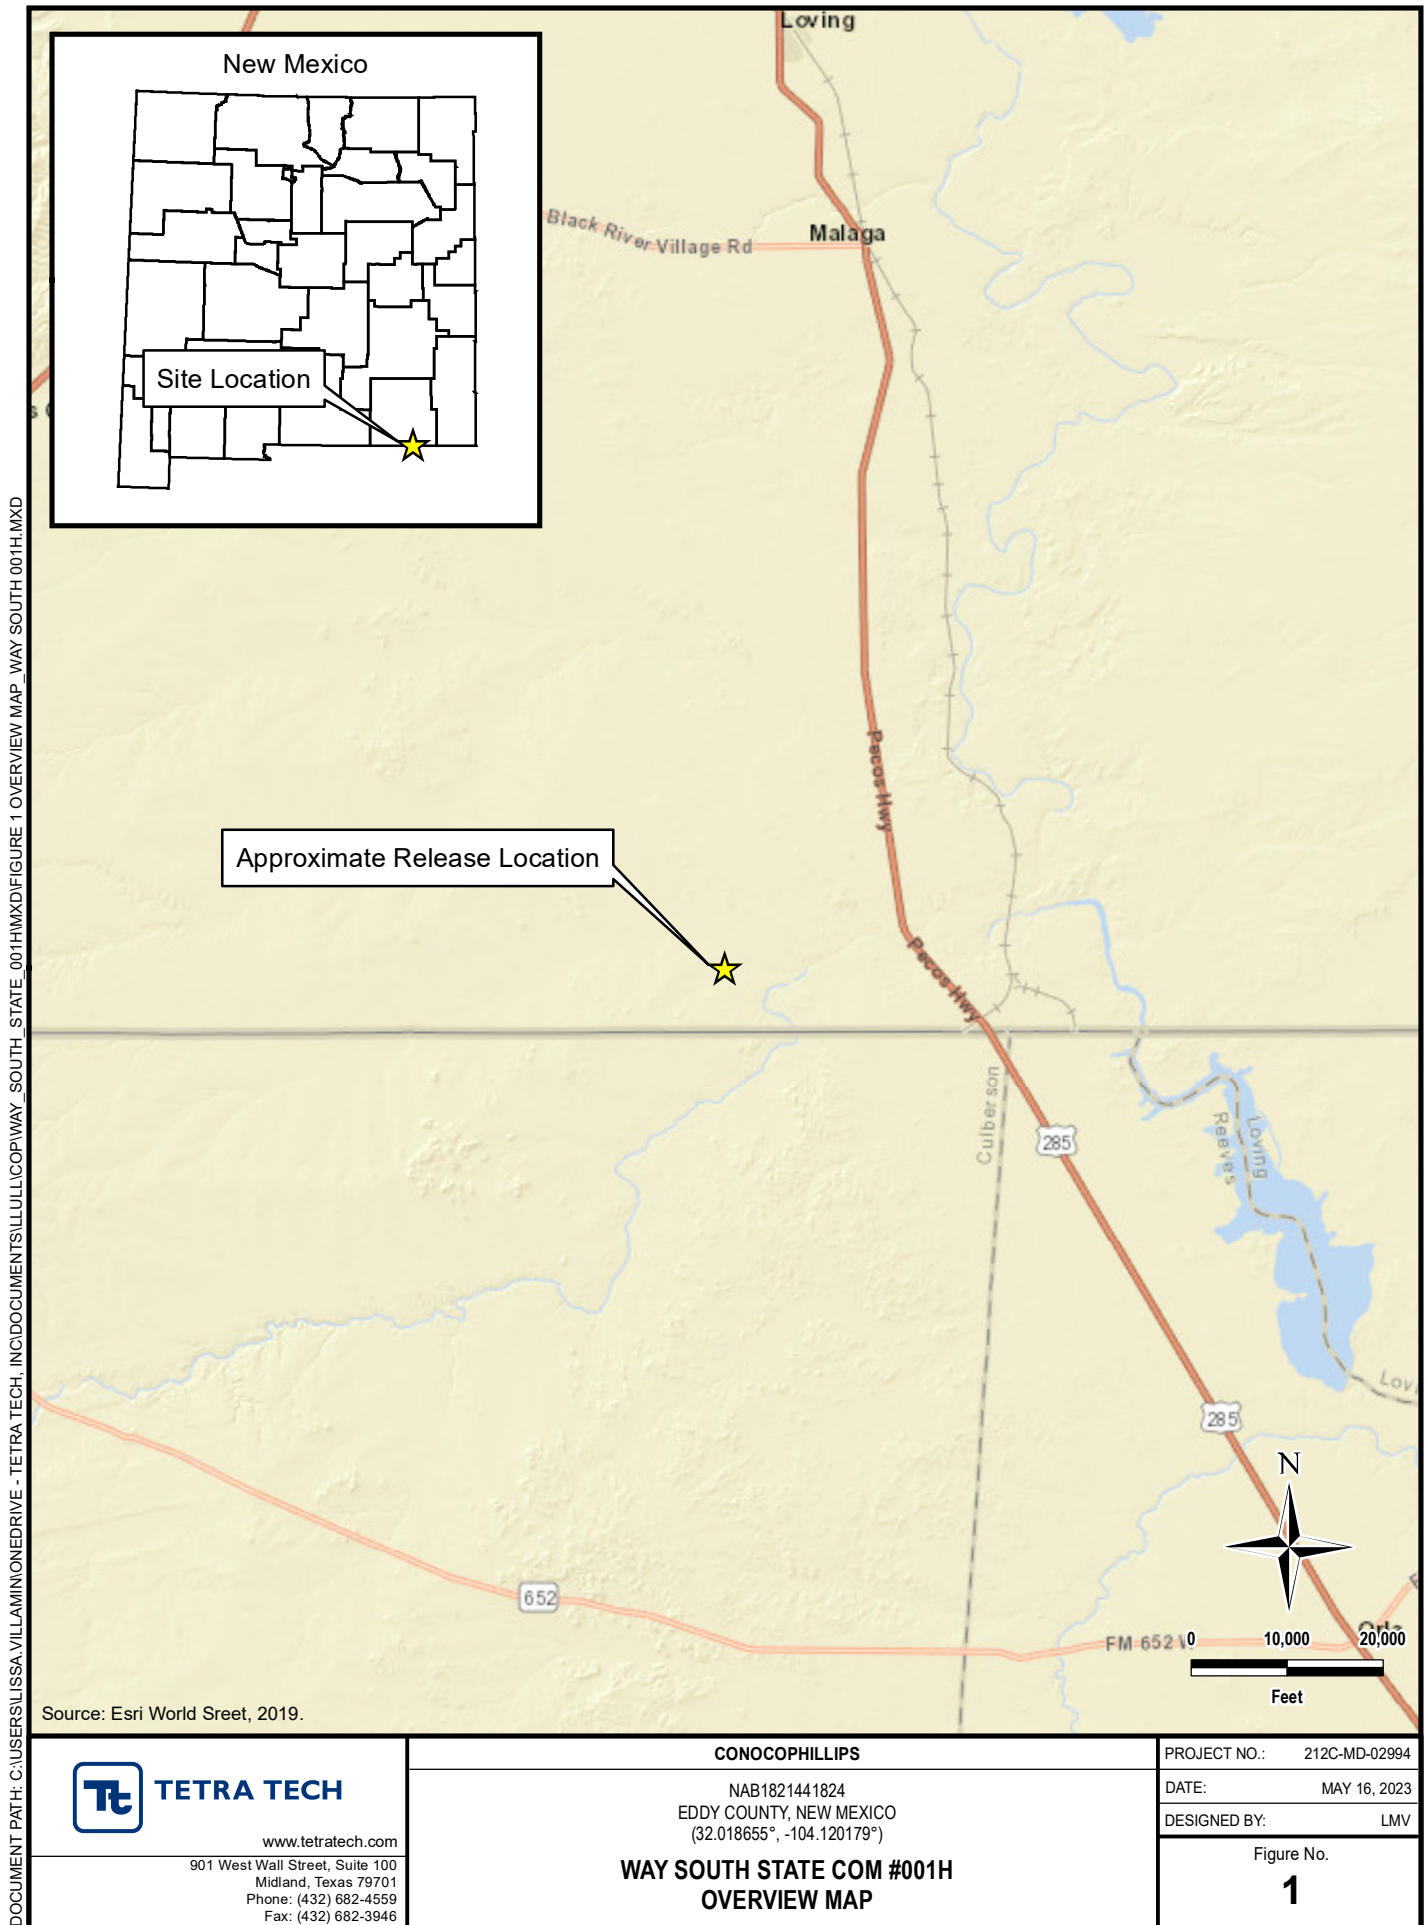 Loving
New Mexico
Site Location
Black River Village Rd
Malaga
Pecos Hwy
Approximate Release Location
Pecos Hwy
Culberson
285
Reeves
Loving
285
N
652
FM 652 W
0 10,000 20,000
Feet
Source: Esri World Sreet, 2019.
DOCUMENT PATH: C:\USERS\LISSA.VILLAMIN\ONEDRIVE - TETRA TECH, INC\DOCUMENTS\LLULL\COP\WAY_SOUTH_STATE_001H\MXD\FIGURE 1 OVERVIEW MAP_WAY SOUTH 001H.MXD
Tt TETRA TECH
www.tetratech.com
901 West Wall Street, Suite 100
Midland, Texas 79701
Phone: (432) 682-4559
Fax: (432) 682-3946
CONOCOPHILLIPS
NAB1821441824
EDDY COUNTY, NEW MEXICO
(32.018655°, -104.120179°)
WAY SOUTH STATE COM #001H
OVERVIEW MAP
PROJECT NO.: 212C-MD-02994
DATE: MAY 16, 2023
DESIGNED BY: LMV
Figure No.
1